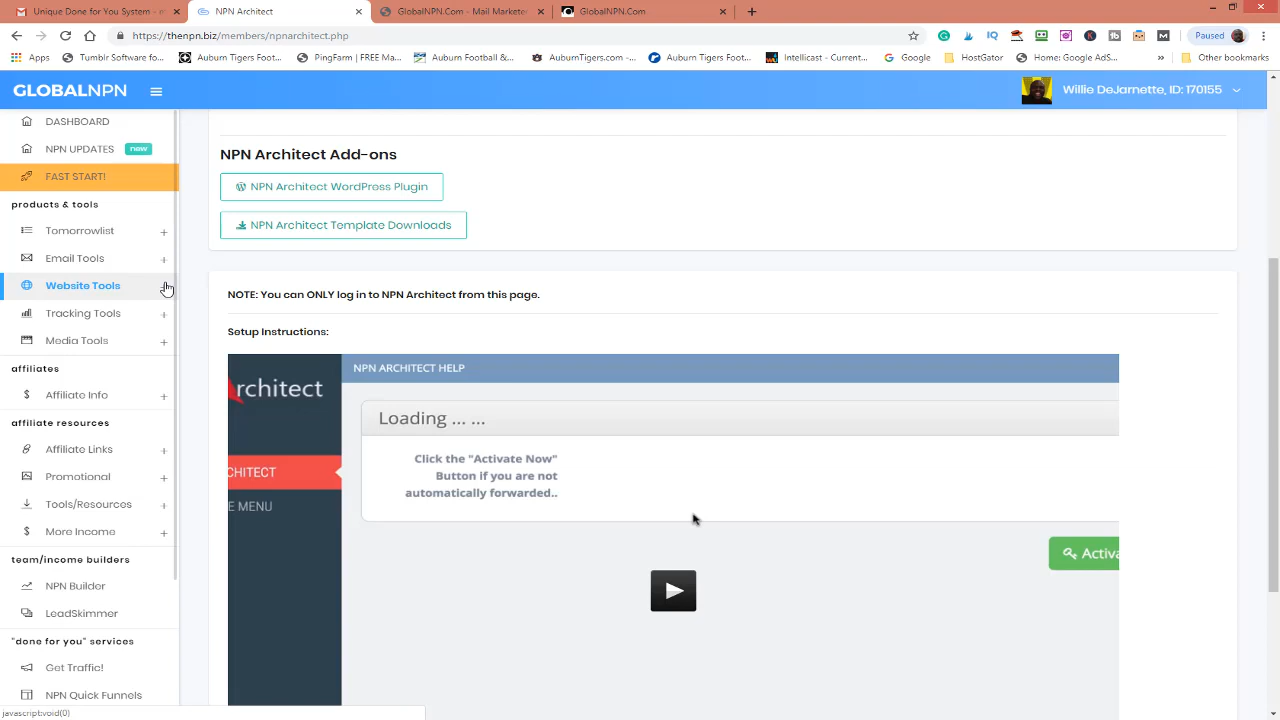 Unique Done For You System - m
NPN Architect
GlobalNPN.Com - Mail Markete
GlobalNPN.Com
https://thenpn.biz/members/npnarchitect.php
Paused
Apps
Tumblr Software fo...
Auburn Tigers Foot...
PingFarm | FREE Ma...
Auburn Football &...
AuburnTigers.com -...
Auburn Tigers Foot...
Intellicast - Current...
Google
HostGator
Home: Google AdS...
»
Other bookmarks
GLOBALNPN
Willie DeJarnette, ID: 170155
DASHBOARD
NPN UPDATES new
FAST START!
products & tools
Tomorrowlist +
Email Tools +
Website Tools
Tracking Tools +
Media Tools +
affiliates
$ Affiliate Info +
affiliate resources
Affiliate Links +
Promotional +
Tools/Resources +
$ More Income +
team/income builders
NPN Builder
LeadSkimmer
"done for you" services
Get Traffic!
NPN Quick Funnels
javascript:void(0)
NPN Architect Add-ons
NPN Architect WordPress Plugin
NPN Architect Template Downloads
NOTE: You can ONLY log in to NPN Architect from this page.
Setup Instructions:
rchitect
NPN ARCHITECT HELP
Loading ... ...
Click the "Activate Now"
Button if you are not
automatically forwarded..
CHITECT
E MENU
Activa